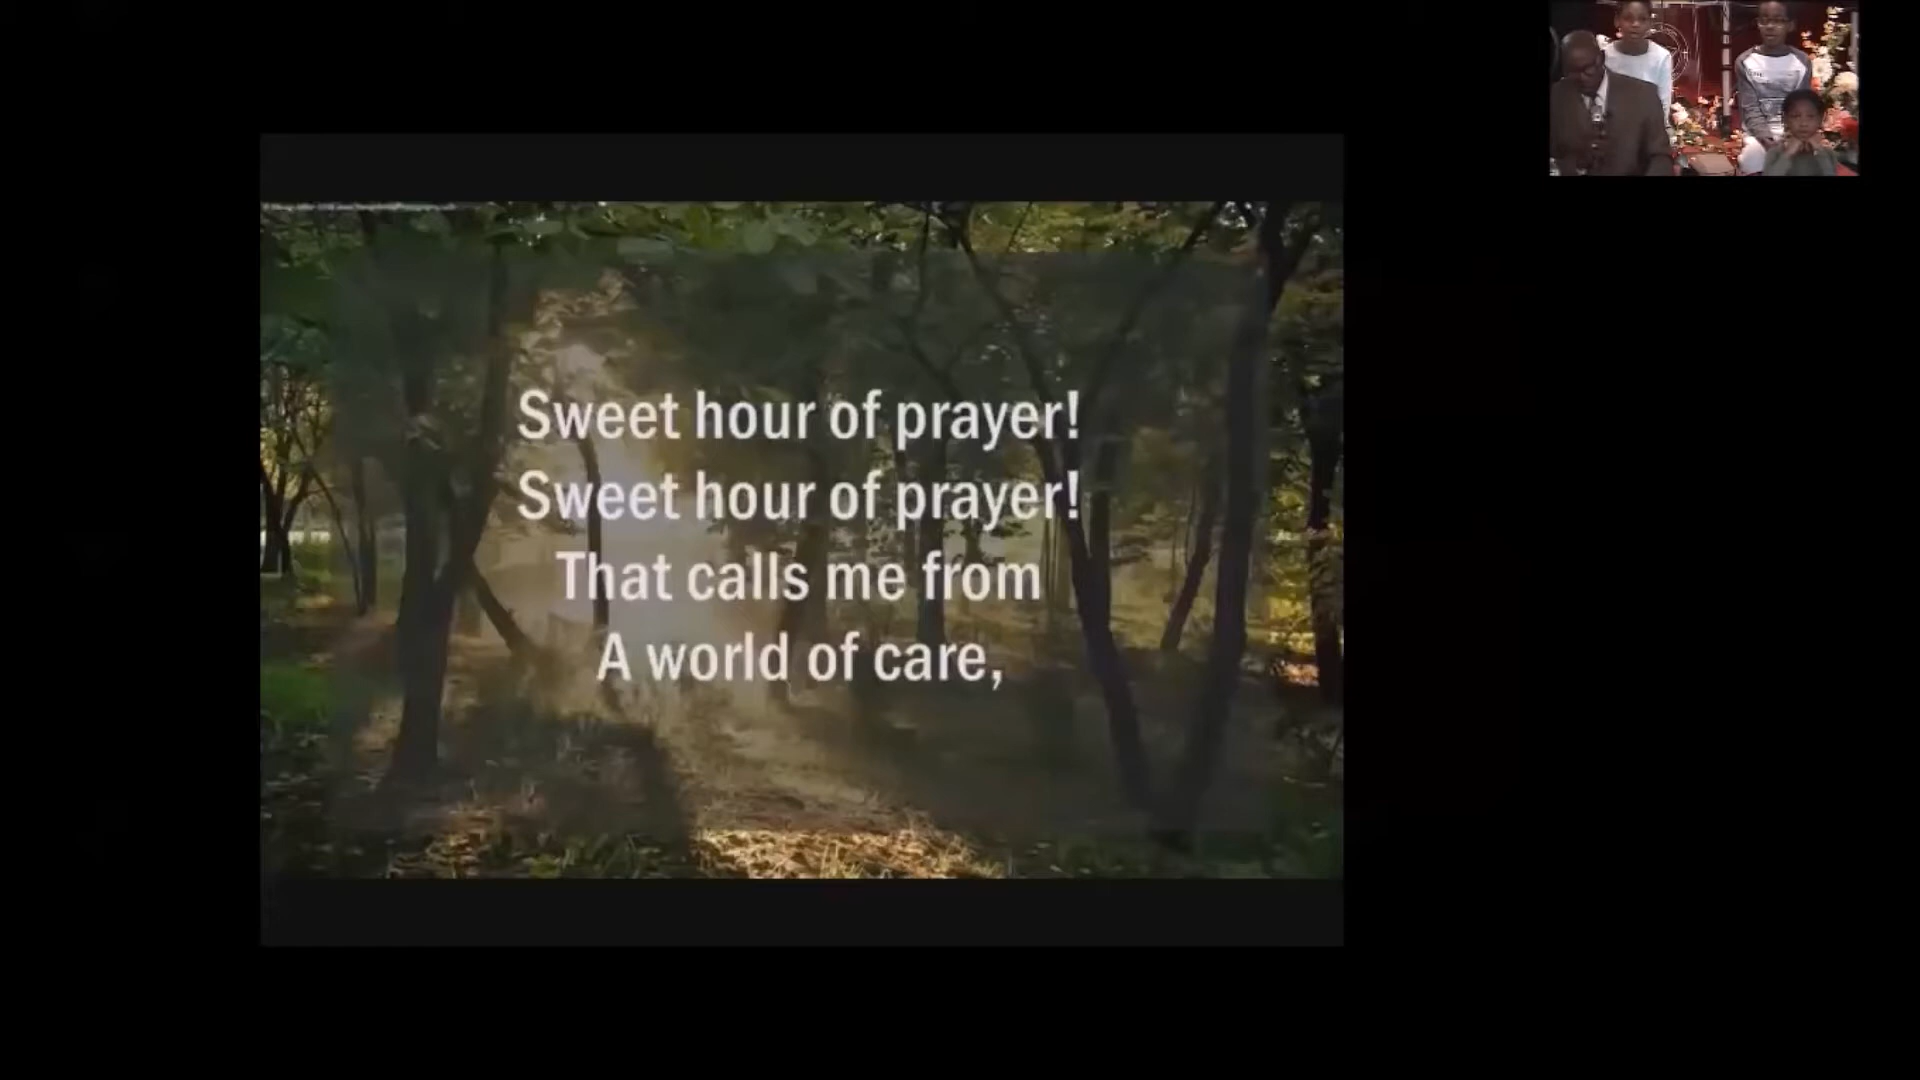 Sweet hour of prayer!
Sweet hour of prayer!
That calls me from
A world of care,